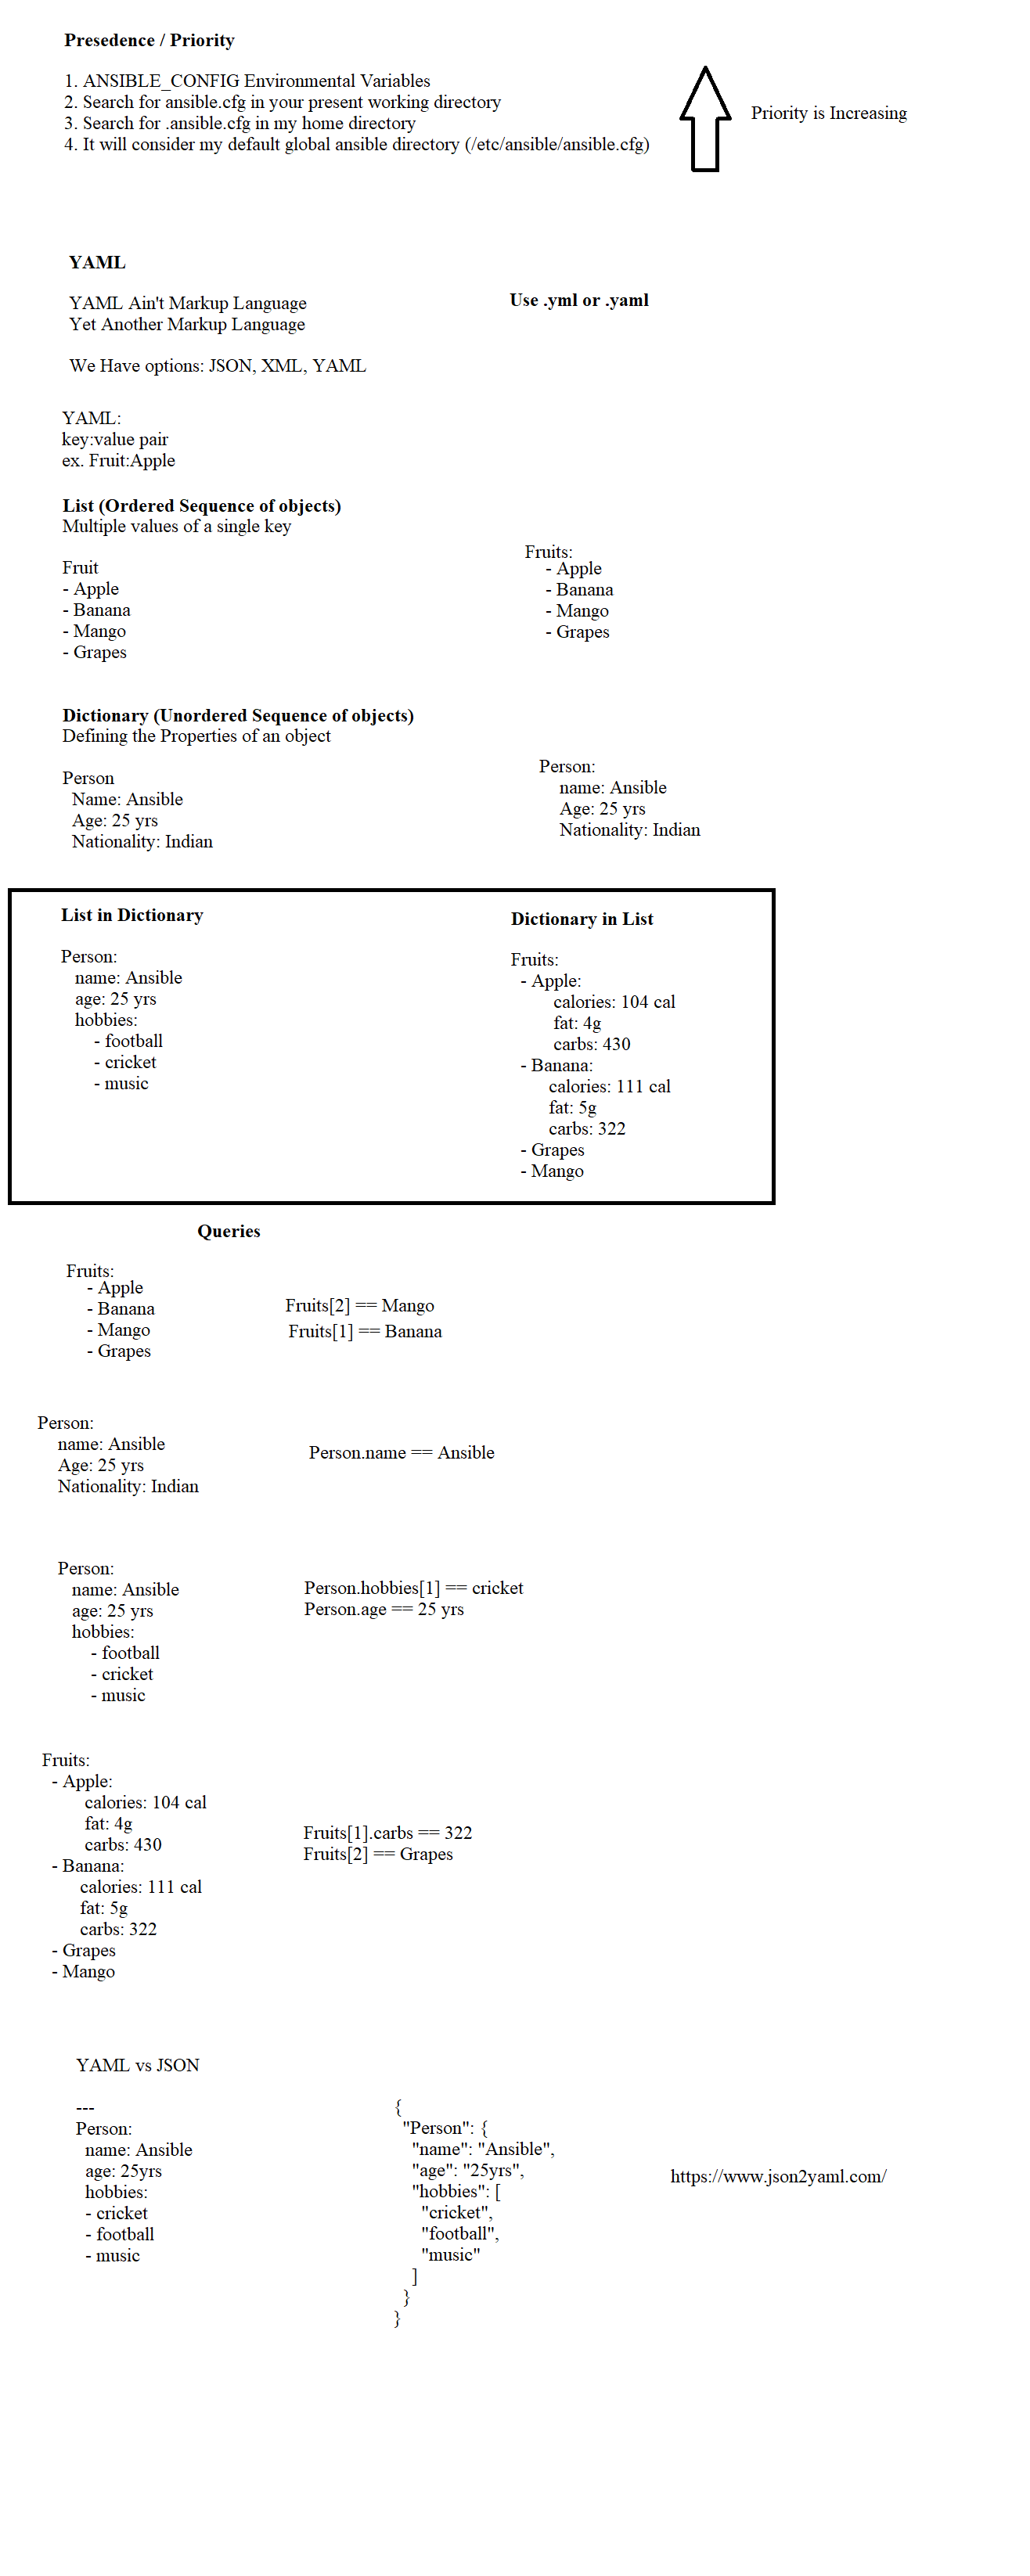 Presedence / Priority
1. ANSIBLE_CONFIG Environmental Variables
2. Search for ansible.cfg in your present working directory
3. Search for .ansible.cfg in my home directory
4. It will consider my default global ansible directory (/etc/ansible/ansible.cfg)
Priority is Increasing
YAML
YAML Ain't Markup Language
Yet Another Markup Language
Use .yml or .yaml
We Have options: JSON, XML, YAML
YAML:
key:value pair
ex. Fruit:Apple
List (Ordered Sequence of objects)
Multiple values of a single key
Fruit
- Apple
- Banana
- Mango
- Grapes
Fruits:
- Apple
- Banana
- Mango
- Grapes
Dictionary (Unordered Sequence of objects)
Defining the Properties of an object
Person
Name: Ansible
Age: 25 yrs
Nationality: Indian
Person:
name: Ansible
Age: 25 yrs
Nationality: Indian
List in Dictionary
Person:
name: Ansible
age: 25 yrs
hobbies:
- football
- cricket
- music
Dictionary in List
Fruits:
- Apple:
calories: 104 cal
fat: 4g
carbs: 430
- Banana:
calories: 111 cal
fat: 5g
carbs: 322
- Grapes
- Mango
Queries
Fruits:
- Apple
- Banana
- Mango
- Grapes
Fruits[2] == Mango
Fruits[1] == Banana
Person:
name: Ansible
Age: 25 yrs
Nationality: Indian
Person.name == Ansible
Person:
name: Ansible
age: 25 yrs
hobbies:
- football
- cricket
- music
Person.hobbies[1] == cricket
Person.age == 25 yrs
Fruits:
- Apple:
calories: 104 cal
fat: 4g
carbs: 430
- Banana:
calories: 111 cal
fat: 5g
carbs: 322
- Grapes
- Mango
Fruits[1].carbs == 322
Fruits[2] == Grapes
YAML vs JSON
---
Person:
name: Ansible
age: 25yrs
hobbies:
- cricket
- football
- music
{
"Person": {
"name": "Ansible",
"age": "25yrs",
"hobbies": [
"cricket",
"football",
"music"
]
}
}
https://www.json2yaml.com/